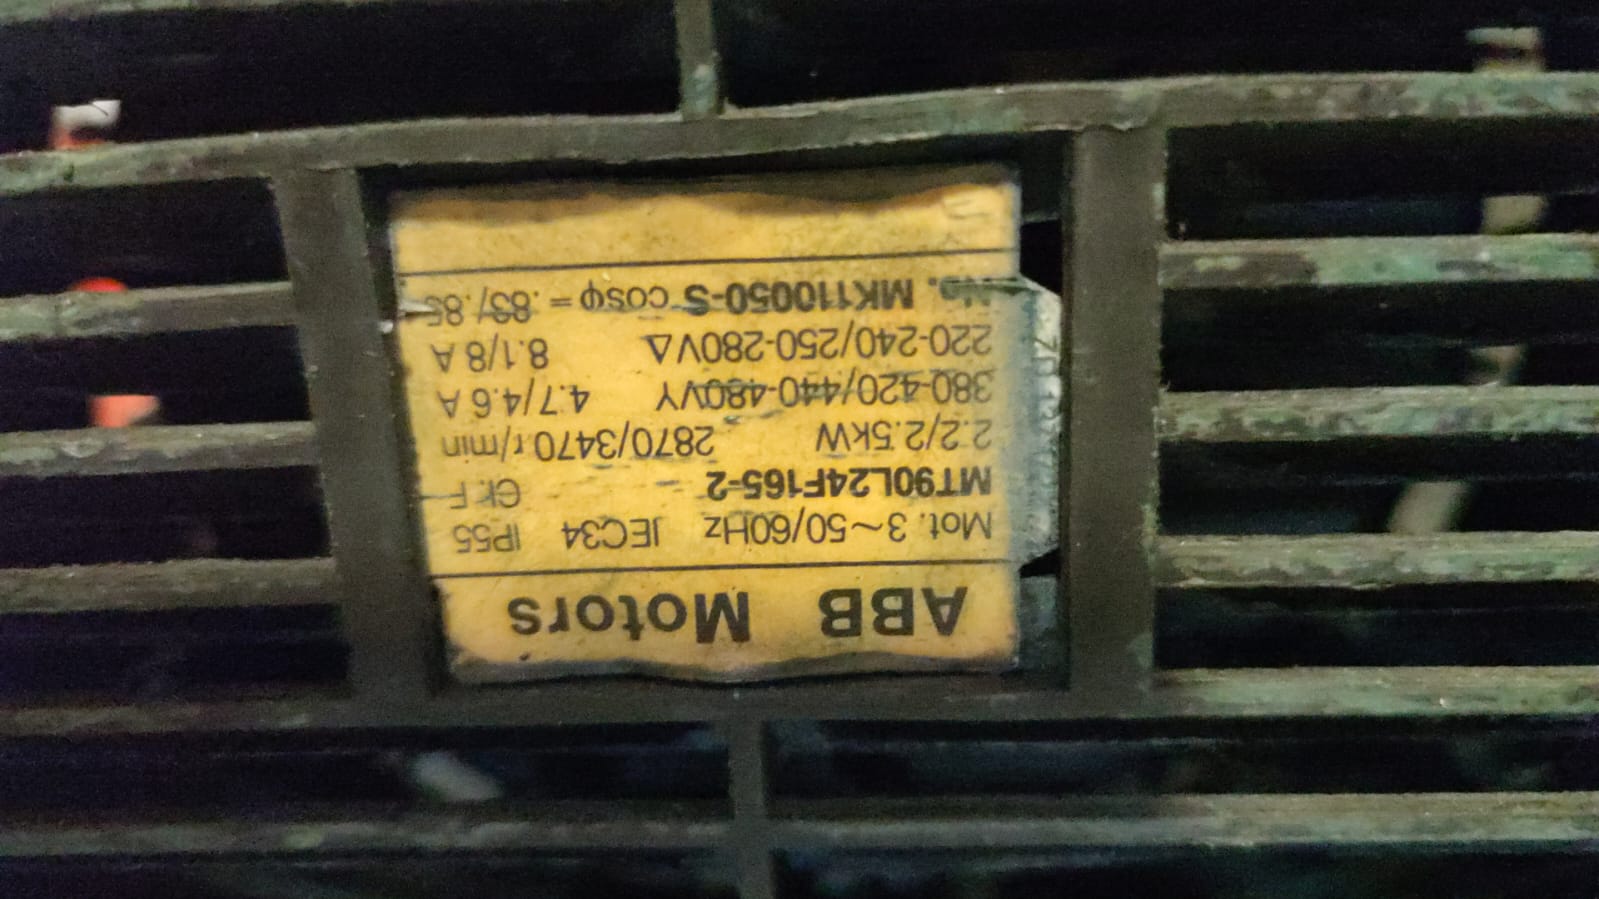 ABB Motors
Mot. 3~50/60Hz IEC34 IP55
MT90L24F165-2 Cl. F
2.2/2.5kW 2870/3470 r/min
380-420/440-480VY 4.7/4.6 A
220-240/250-280VΔ 8.1/8 A
No. MK110050-S cosφ = .83/.85